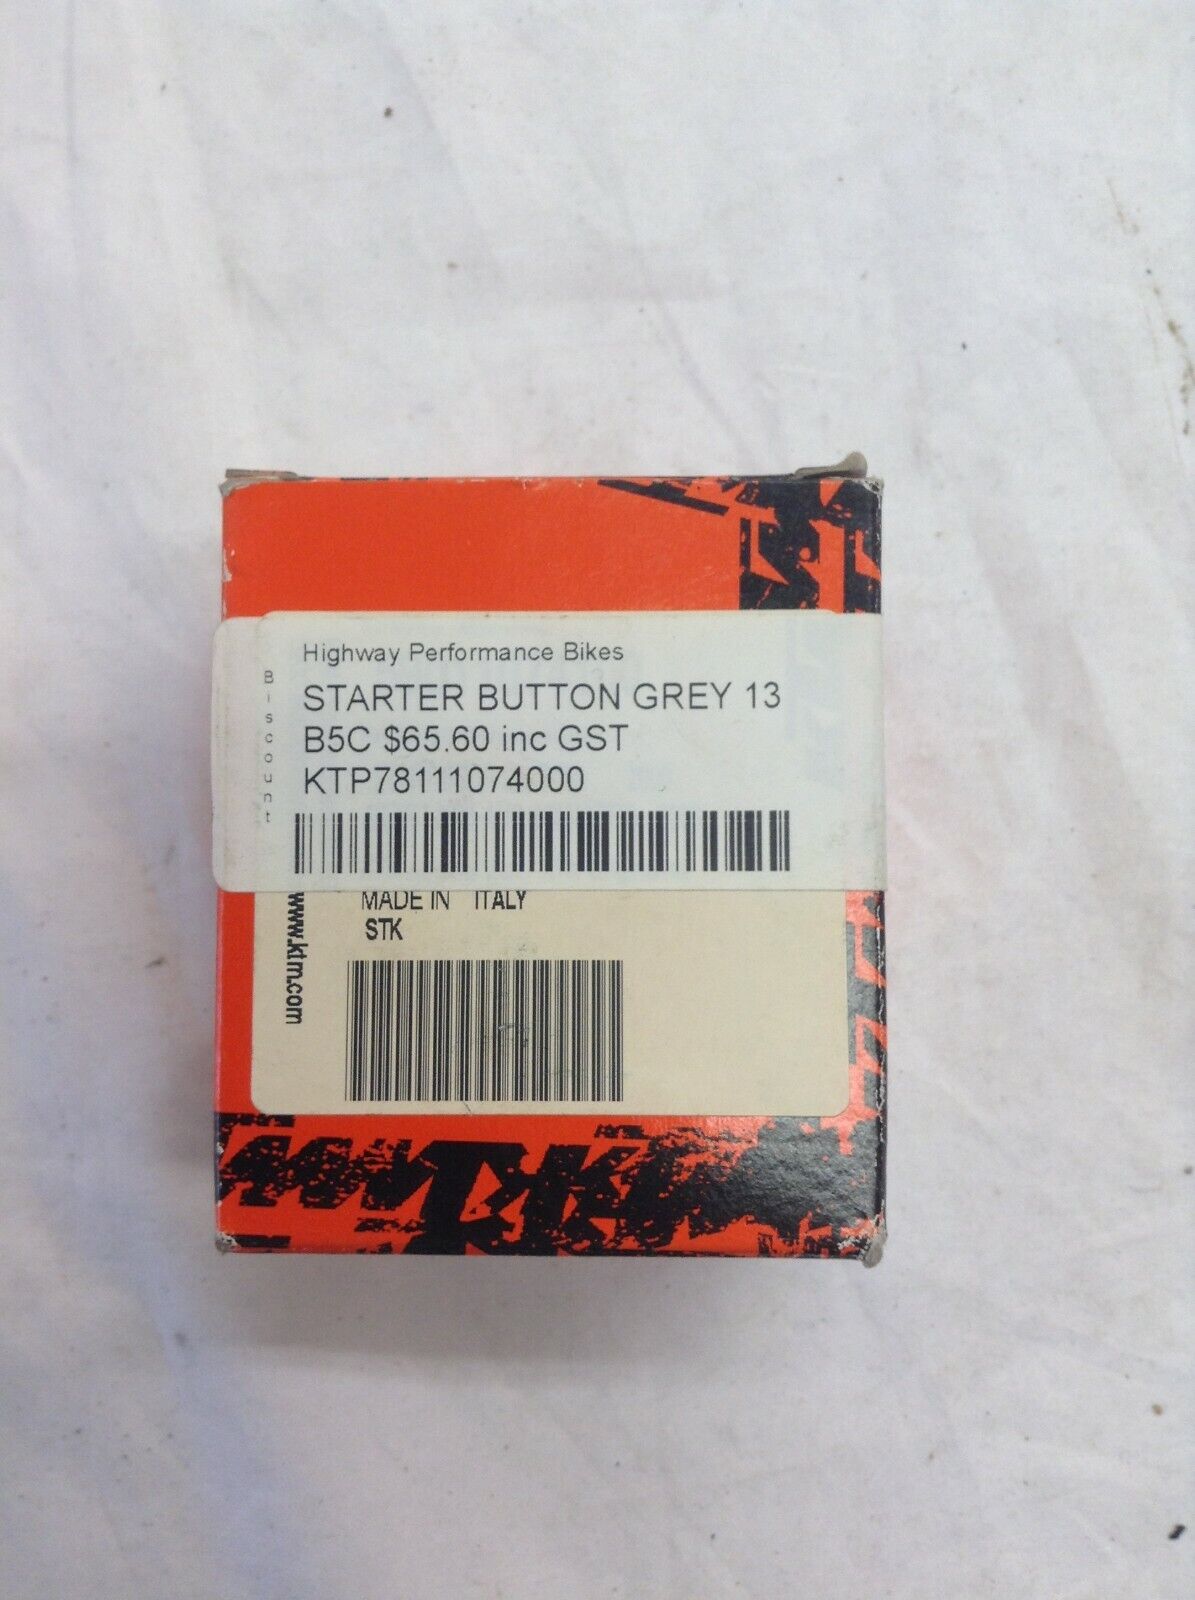 Highway Performance Bikes
STARTER BUTTON GREY 13
B5C $65.60 inc GST
KTP78111074000
Biscount
MADE IN ITALY
STK
www.ktm.com